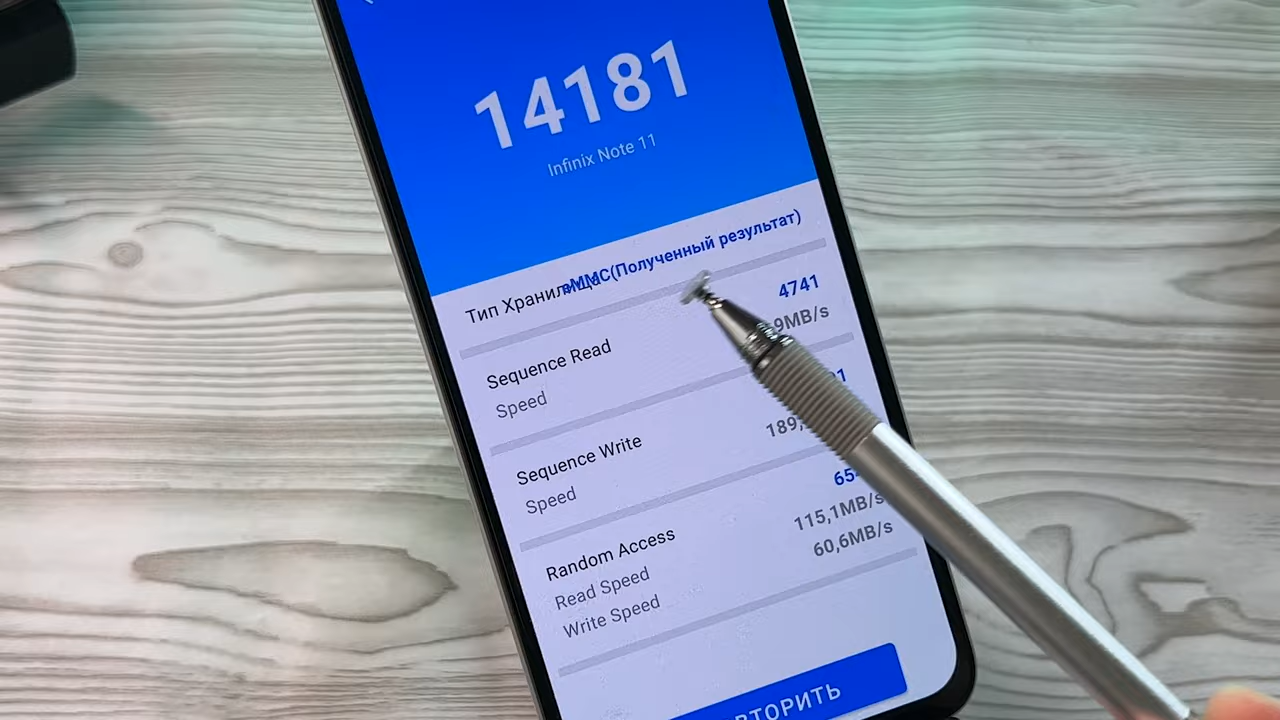 14181
Infinix Note 11
Тип Хранилища eMMC(Полученный результат)
Sequence Read 4741
Speed 9MB/s
Sequence Write
Speed 189,
Random Access 65
Read Speed 115,1MB/s
Write Speed 60,6MB/s
ВТОРИТЬ